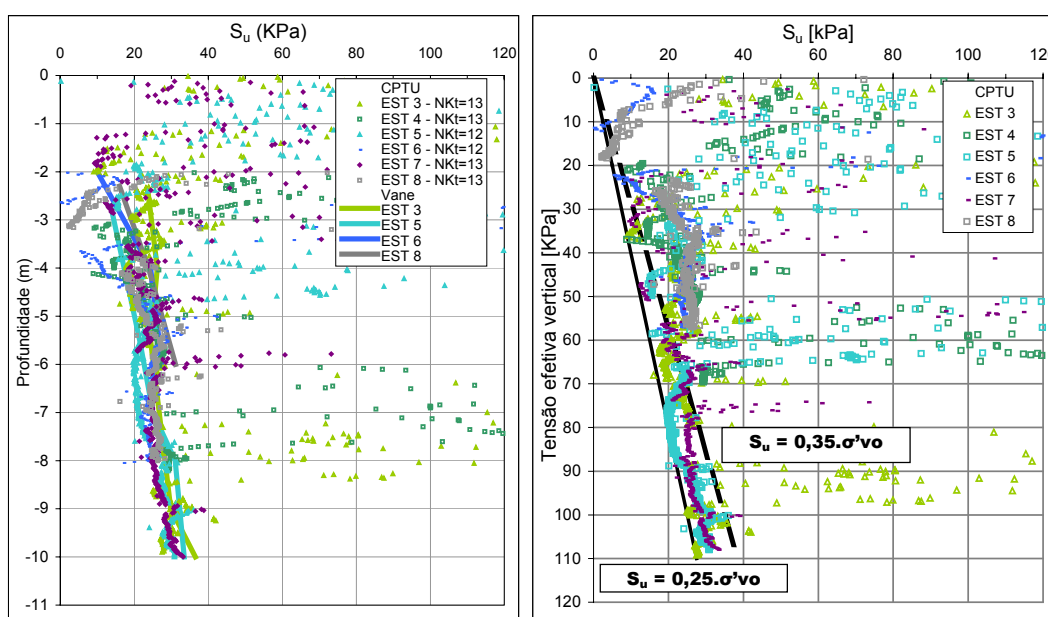 S_u (KPa)
0 20 40 60 80 100 120
Profundidade (m)
0
-1
-2
-3
-4
-5
-6
-7
-8
-9
-10
-11
CPTU
EST 3 - NKt=13
EST 4 - NKt=13
EST 5 - NKt=12
EST 6 - NKt=12
EST 7 - NKt=13
EST 8 - NKt=13
Vane
EST 3
EST 5
EST 6
EST 8
S_u [kPa]
0 20 40 60 80 100 120
Tensão efetiva vertical [KPa]
0
10
20
30
40
50
60
70
80
90
100
110
120
CPTU
EST 3
EST 4
EST 5
EST 6
EST 7
EST 8
S_u = 0,35.σ'vo
S_u = 0,25.σ'vo